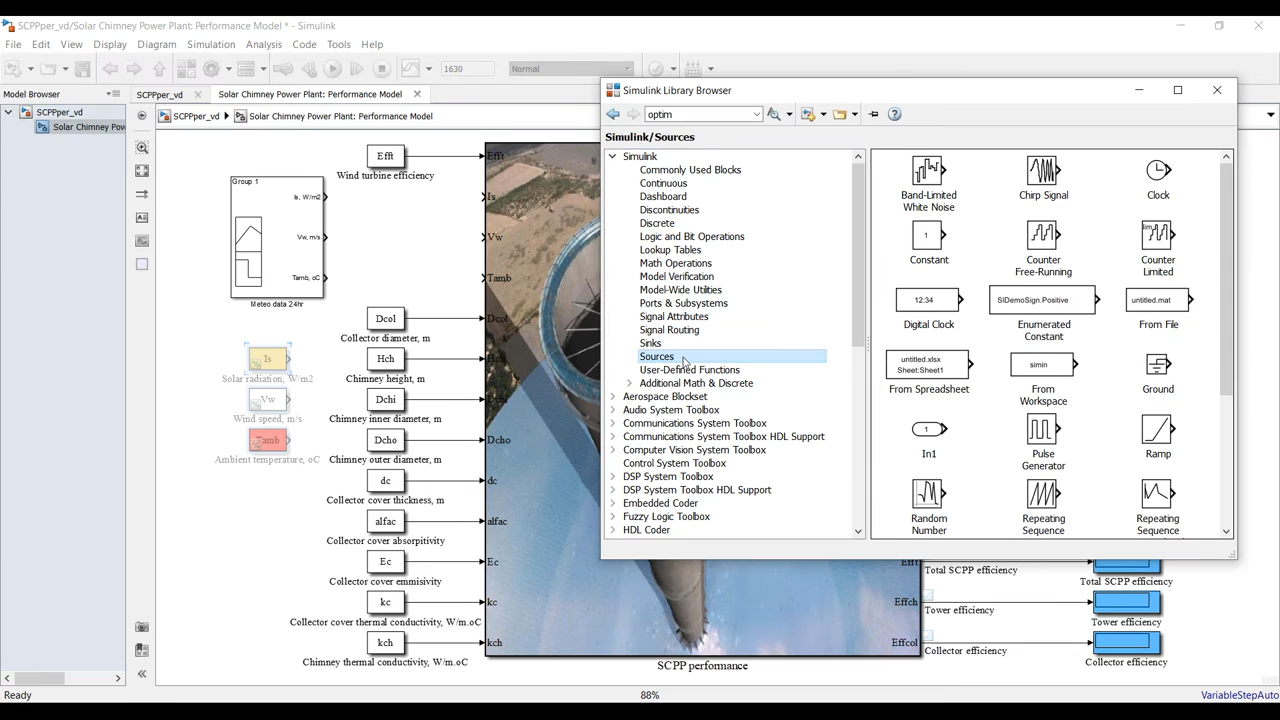 SCPPper_vd/Solar Chimney Power Plant: Performance Model * - Simulink
File Edit View Display Diagram Simulation Analysis Code Tools Help
1630 Normal
Model Browser
SCPPper_vd
Solar Chimney Pow
SCPPper_vd
Solar Chimney Power Plant: Performance Model
SCPPper_vd
Solar Chimney Power Plant: Performance Model
Efft
Efft
Wind turbine efficiency
Group 1
Is, W/m2
Is
Vw, m/s
Vw
Tamb, oC
Tamb
Meteo data 24hr
Dcol
Dcol
Collector diameter, m
Is
Solar radiation, W/m2
Hch
Hch
Chimney height, m
Vw
Wind speed, m/s
Dchi
Chimney inner diameter, m
Tamb
Ambient temperature, oC
Dcho
Dcho
Chimney outer diameter, m
dc
dc
Collector cover thickness, m
alfac
alfac
Collector cover absorpitivity
Ec
Ec
Collector cover emmisivity
kc
kc
Collector cover thermal conductivity, W/m.oC
kch
kch
Chimney thermal conductivity, W/m.oC
SCPP performance
Efft
Total SCPP efficiency
Total SCPP efficiency
Effch
Tower efficiency
Tower efficiency
Effcol
Collector efficiency
Collector efficiency
Simulink Library Browser
optim
Simulink/Sources
Simulink
Commonly Used Blocks
Continuous
Dashboard
Discontinuities
Discrete
Logic and Bit Operations
Lookup Tables
Math Operations
Model Verification
Model-Wide Utilities
Ports & Subsystems
Signal Attributes
Signal Routing
Sinks
Sources
User-Defined Functions
Additional Math & Discrete
Aerospace Blockset
Audio System Toolbox
Communications System Toolbox
Communications System Toolbox HDL Support
Computer Vision System Toolbox
Control System Toolbox
DSP System Toolbox
DSP System Toolbox HDL Support
Embedded Coder
Fuzzy Logic Toolbox
HDL Coder
Band-Limited
White Noise
Chirp Signal
Clock
1
Constant
Counter
Free-Running
lim
Counter
Limited
12:34
Digital Clock
SlDemoSign.Positive
Enumerated
Constant
untitled.mat
From File
untitled.xlsx
Sheet:Sheet1
From Spreadsheet
simin
From
Workspace
Ground
1
In1
Pulse
Generator
Ramp
Random
Number
Repeating
Sequence
Repeating
Sequence
Ready
88%
VariableStepAuto